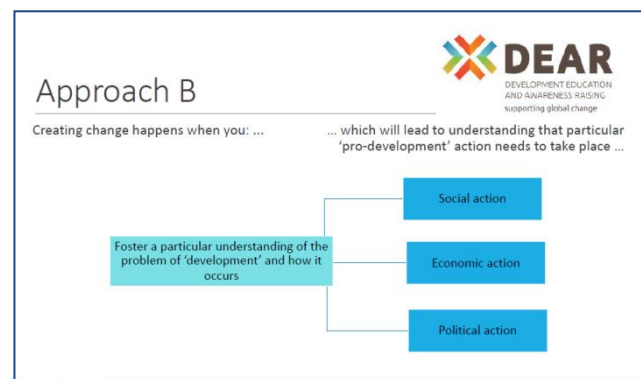 DEAR
DEVELOPMENT EDUCATION
AND AWARENESS RAISING
supporting global change
Approach B
Creating change happens when you: ...
... which will lead to understanding that particular
'pro-development' action needs to take place ...
Foster a particular understanding of the
problem of 'development' and how it
occurs
Social action
Economic action
Political action